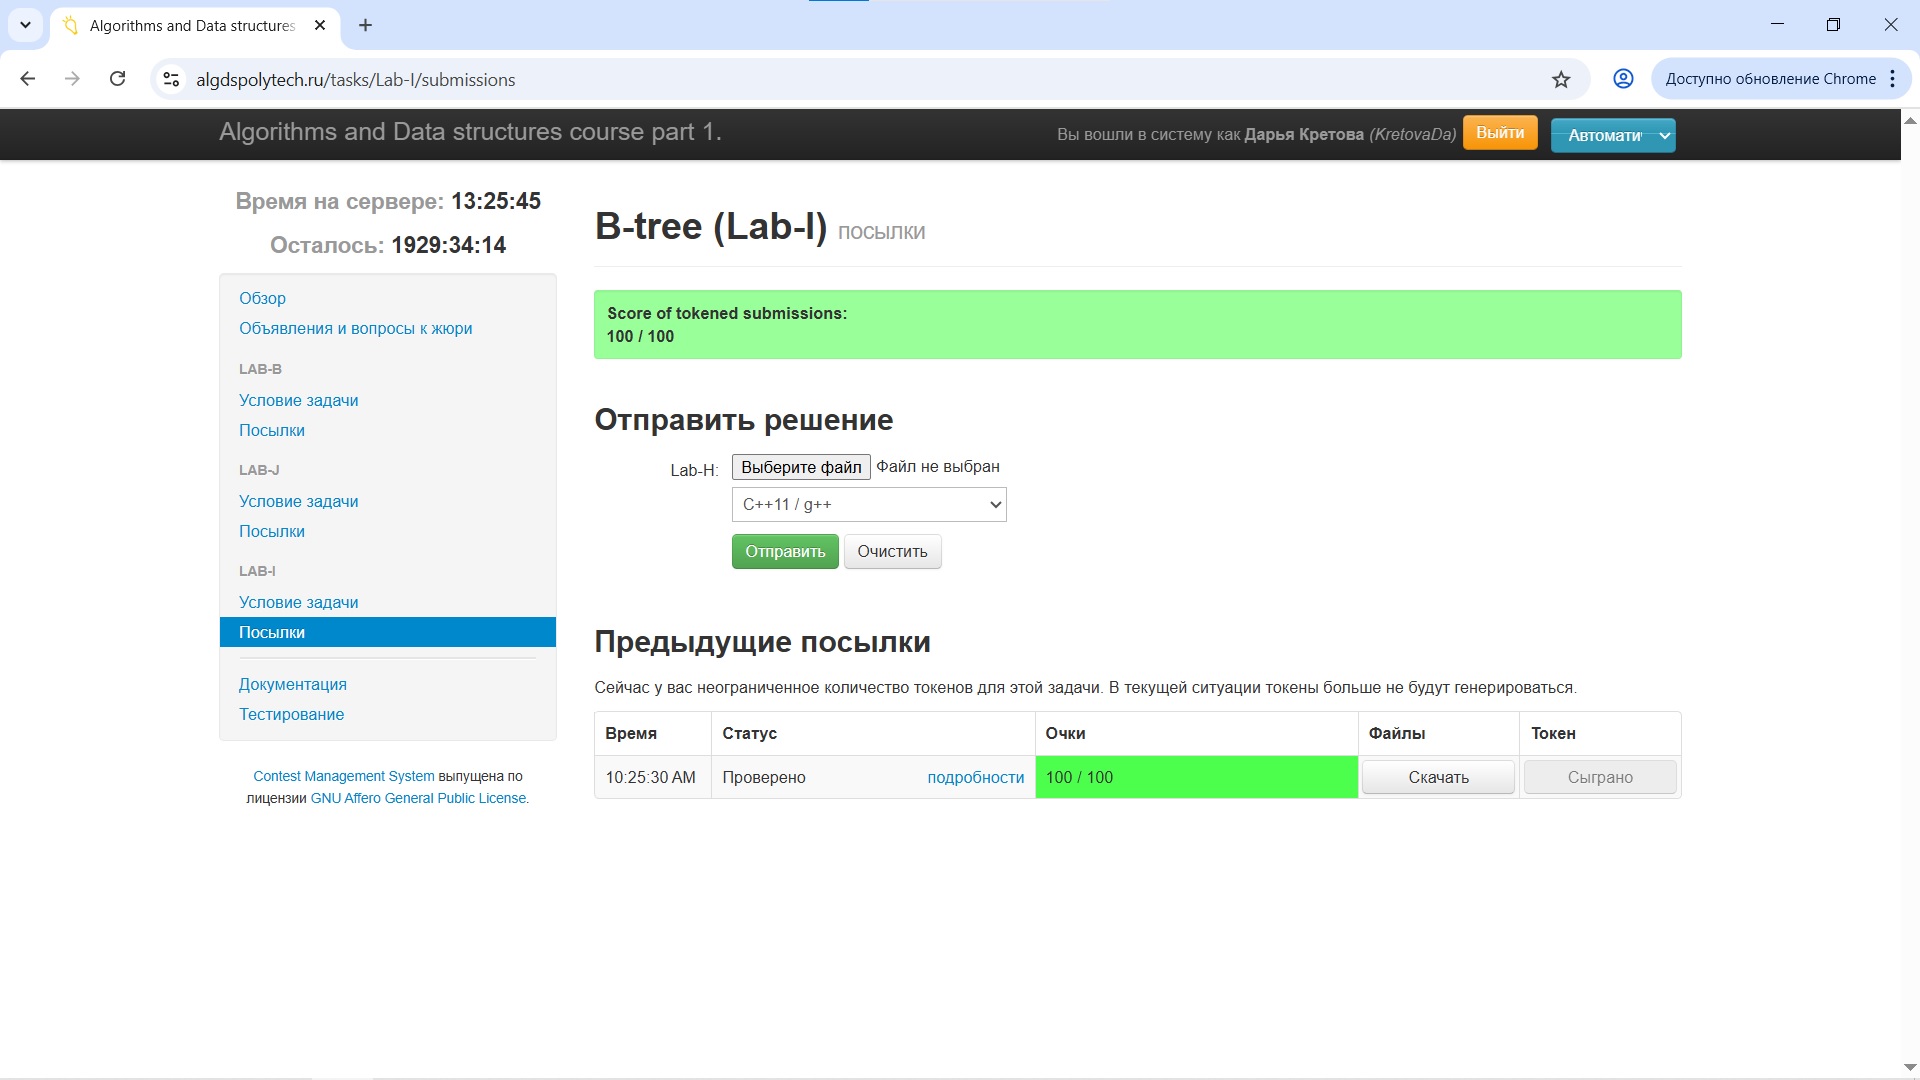 Algorithms and Data structures
algdspolytech.ru/tasks/Lab-I/submissions
Доступно обновление Chrome
Algorithms and Data structures course part 1.
Вы вошли в систему как Дарья Кретова (KretovaDa)
Выйти
Автомати
Время на сервере: 13:25:45
Осталось: 1929:34:14
Обзор
Объявления и вопросы к жюри
LAB-B
Условие задачи
Посылки
LAB-J
Условие задачи
Посылки
LAB-I
Условие задачи
Посылки
Документация
Тестирование
Contest Management System выпущена по
лицензии GNU Affero General Public License.
B-tree (Lab-I) посылки
Score of tokened submissions:
100 / 100
Отправить решение
Lab-H: Выберите файл Файл не выбран
C++11 / g++
Отправить Очистить
Предыдущие посылки
Сейчас у вас неограниченное количество токенов для этой задачи. В текущей ситуации токены больше не будут генерироваться.
Время Статус Очки Файлы Токен
10:25:30 AM Проверено подробности 100 / 100 Скачать Сыграно